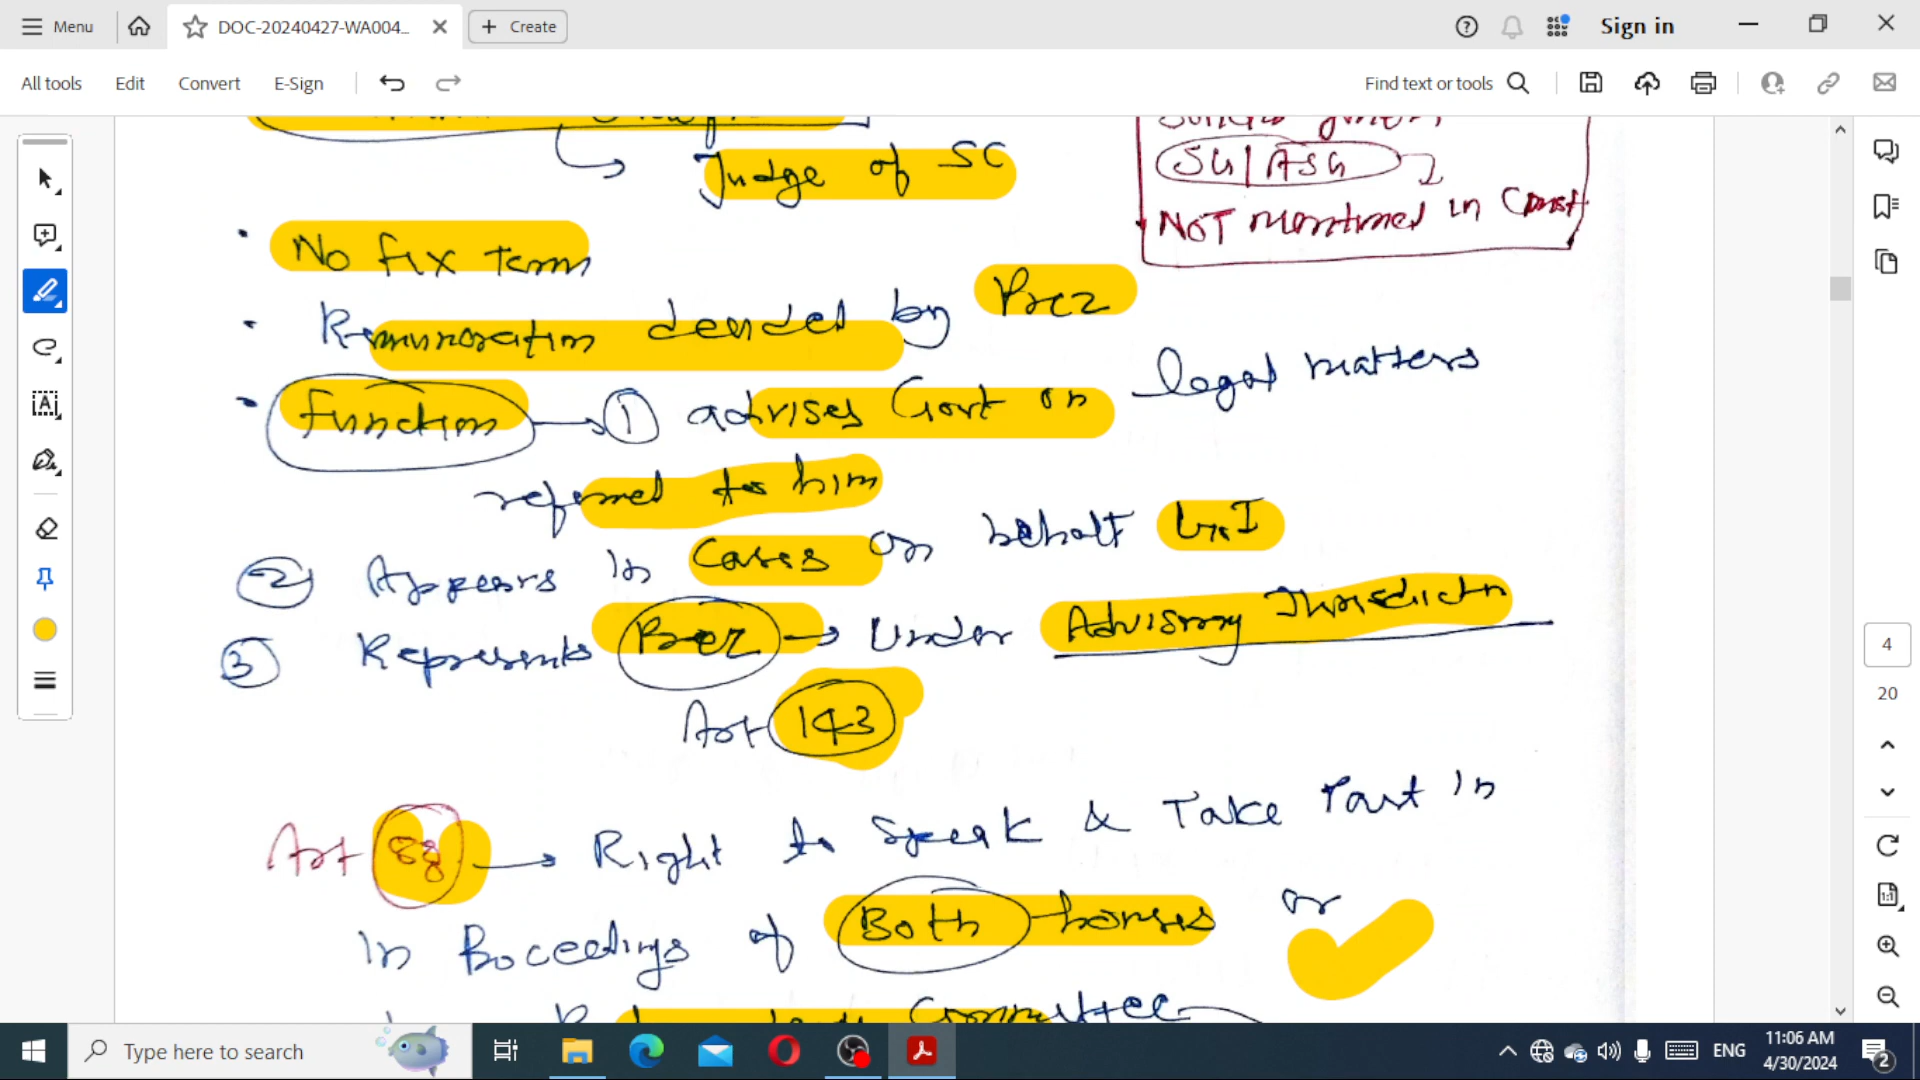 Menu
DOC-20240427-WA004...
Create
Sign in
All tools
Edit
Convert
E-Sign
Find text or tools
SG/ASG
NOT mentioned in Const
Judge of SC
No fix term
Remuneration decided by Prez
Function → ① advises Govt on legal matters
referred to him
② Appears in Cases on behalf GoI
③ Represents Prez → Under Advisory Jurisdictn
Art 143
Art 88 → Right to Speak & Take Part in
in Proceedings of Both houses or
Committee
4
20
Type here to search
ENG
11:06 AM
4/30/2024
2